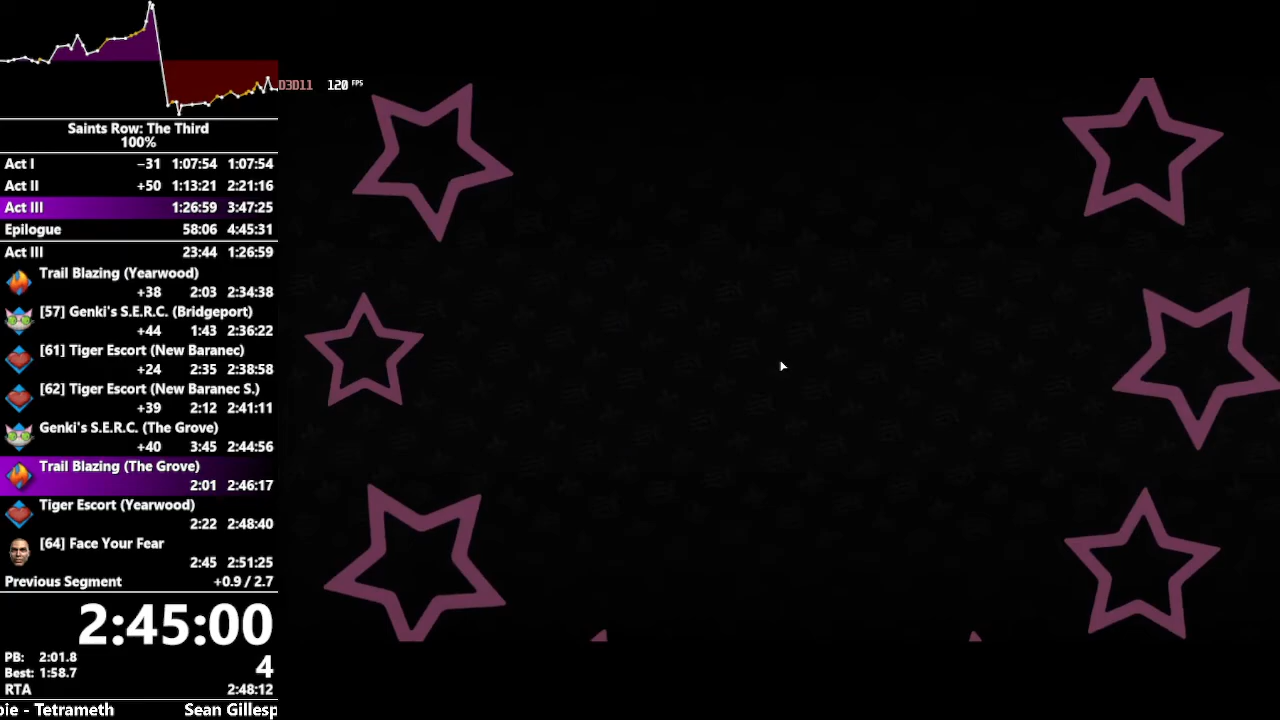 D3D11 120 FPS
Saints Row: The Third
100%
Act I −31 1:07:54 1:07:54
Act II +50 1:13:21 2:21:16
Act III 1:26:59 3:47:25
Epilogue 58:06 4:45:31
Act III 23:44 1:26:59
Trail Blazing (Yearwood)
+38 2:03 2:34:38
[57] Genki's S.E.R.C. (Bridgeport)
+44 1:43 2:36:22
[61] Tiger Escort (New Baranec)
+24 2:35 2:38:58
[62] Tiger Escort (New Baranec S.)
+39 2:12 2:41:11
Genki's S.E.R.C. (The Grove)
+40 3:45 2:44:56
Trail Blazing (The Grove)
2:01 2:46:17
Tiger Escort (Yearwood)
2:22 2:48:40
[64] Face Your Fear
2:45 2:51:25
Previous Segment +0.9 / 2.7
2:45:00
PB: 2:01.8
Best: 1:58.7
4
RTA 2:48:12
bie - Tetrameth Sean Gillesp